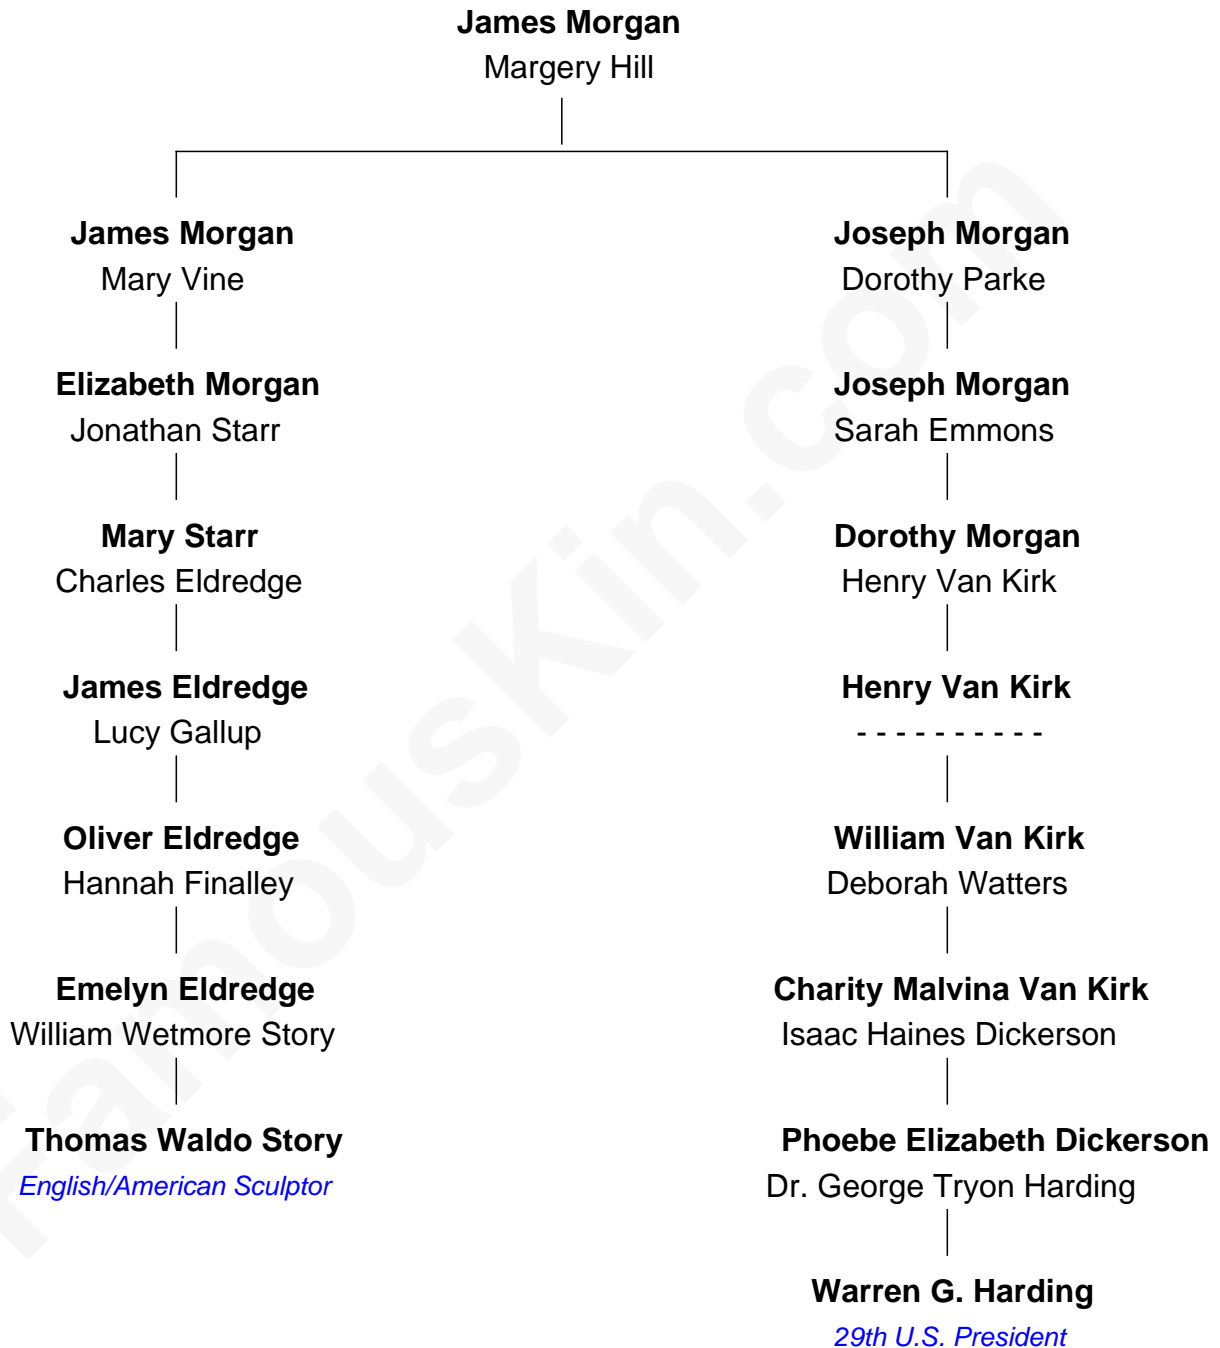 James Morgan
Margery Hill
James Morgan
Mary Vine
Elizabeth Morgan
Jonathan Starr
Mary Starr
Charles Eldredge
James Eldredge
Lucy Gallup
Oliver Eldredge
Hannah Finalley
Emelyn Eldredge
William Wetmore Story
Thomas Waldo Story
English/American Sculptor
Joseph Morgan
Dorothy Parke
Joseph Morgan
Sarah Emmons
Dorothy Morgan
Henry Van Kirk
Henry Van Kirk
- - - - - - - - - -
William Van Kirk
Deborah Watters
Charity Malvina Van Kirk
Isaac Haines Dickerson
Phoebe Elizabeth Dickerson
Dr. George Tryon Harding
Warren G. Harding
29th U.S. President
FamousKin.com